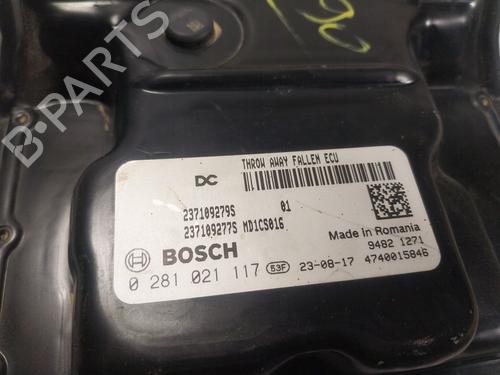 THROW AWAY FALLEN ECU
DC
237109279S 01
237109277S MD1CS016
Made in Romania
BOSCH
9482 1271
0 281 021 117 53F 23-08-17 4740015846
B-PARTS